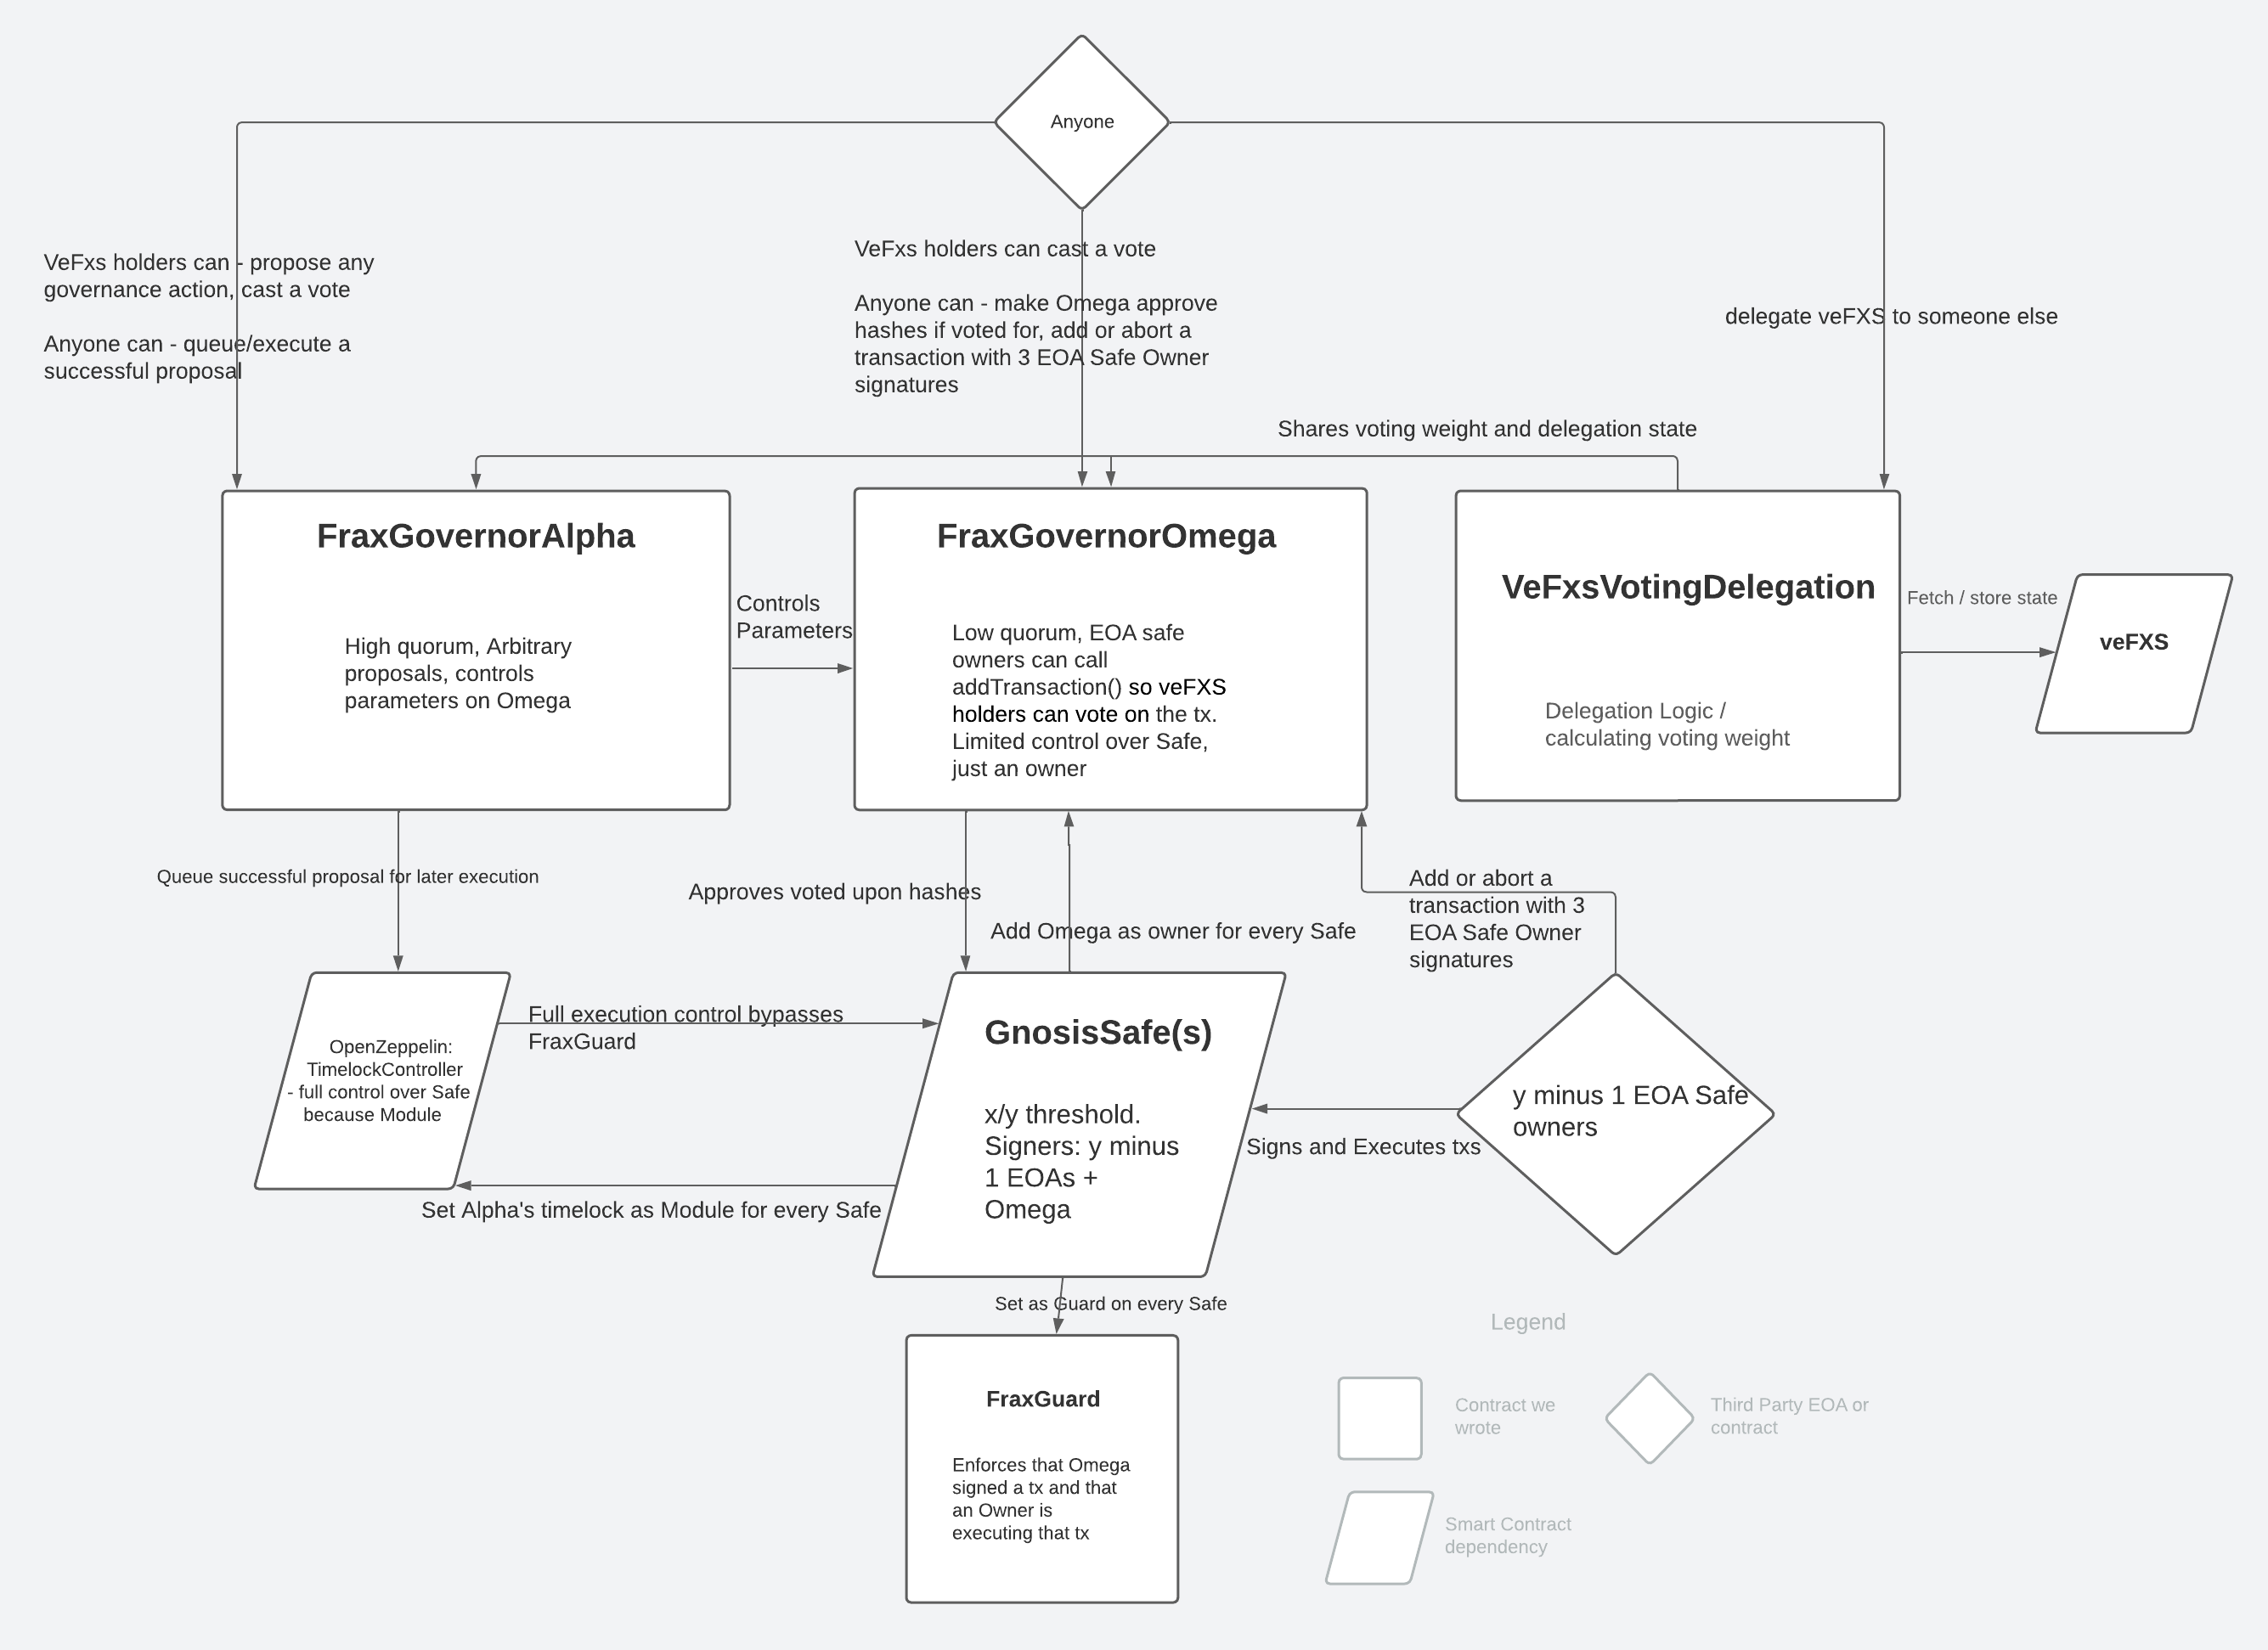 Anyone
VeFxs holders can - propose any
governance action, cast a vote
Anyone can - queue/execute a
successful proposal
VeFxs holders can cast a vote
Anyone can - make Omega approve
hashes if voted for, add or abort a
transaction with 3 EOA Safe Owner
signatures
delegate veFXS to someone else
Shares voting weight and delegation state
FraxGovernorAlpha
High quorum, Arbitrary
proposals, controls
parameters on Omega
Controls
Parameters
FraxGovernorOmega
Low quorum, EOA safe
owners can call
addTransaction() so veFXS
holders can vote on the tx.
Limited control over Safe,
just an owner
VeFxsVotingDelegation
Delegation Logic /
calculating voting weight
Fetch / store state
veFXS
Queue successful proposal for later execution
Approves voted upon hashes
Add Omega as owner for every Safe
Add or abort a
transaction with 3
EOA Safe Owner
signatures
OpenZeppelin:
TimelockController
- full control over Safe
because Module
Full execution control bypasses
FraxGuard
GnosisSafe(s)
x/y threshold.
Signers: y minus
1 EOAs +
Omega
y minus 1 EOA Safe
owners
Signs and Executes txs
Set Alpha's timelock as Module for every Safe
Set as Guard on every Safe
FraxGuard
Enforces that Omega
signed a tx and that
an Owner is
executing that tx
Legend
Contract we
wrote
Third Party EOA or
contract
Smart Contract
dependency